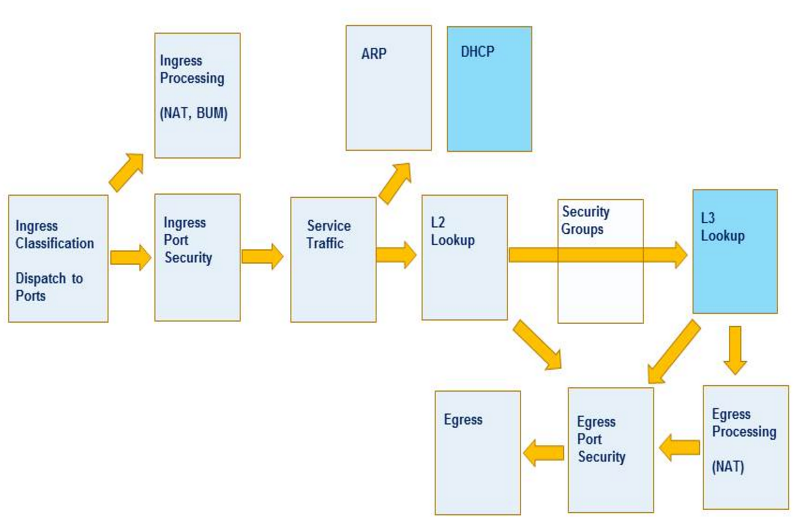 Ingress
Processing
(NAT, BUM)
ARP
DHCP
Ingress
Classification
Dispatch to
Ports
Ingress
Port
Security
Service
Traffic
L2
Lookup
Security
Groups
L3
Lookup
Egress
Egress
Port
Security
Egress
Processing
(NAT)